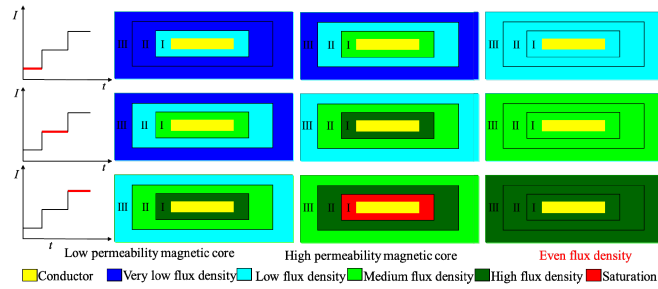 I
III II I
III II I
III II I
t
I
III II I
III II I
III II I
t
I
III II I
III II I
III II I
t
Low permeability magnetic core
High permeability magnetic core
Even flux density
Conductor
Very low flux density
Low flux density
Medium flux density
High flux density
Saturation